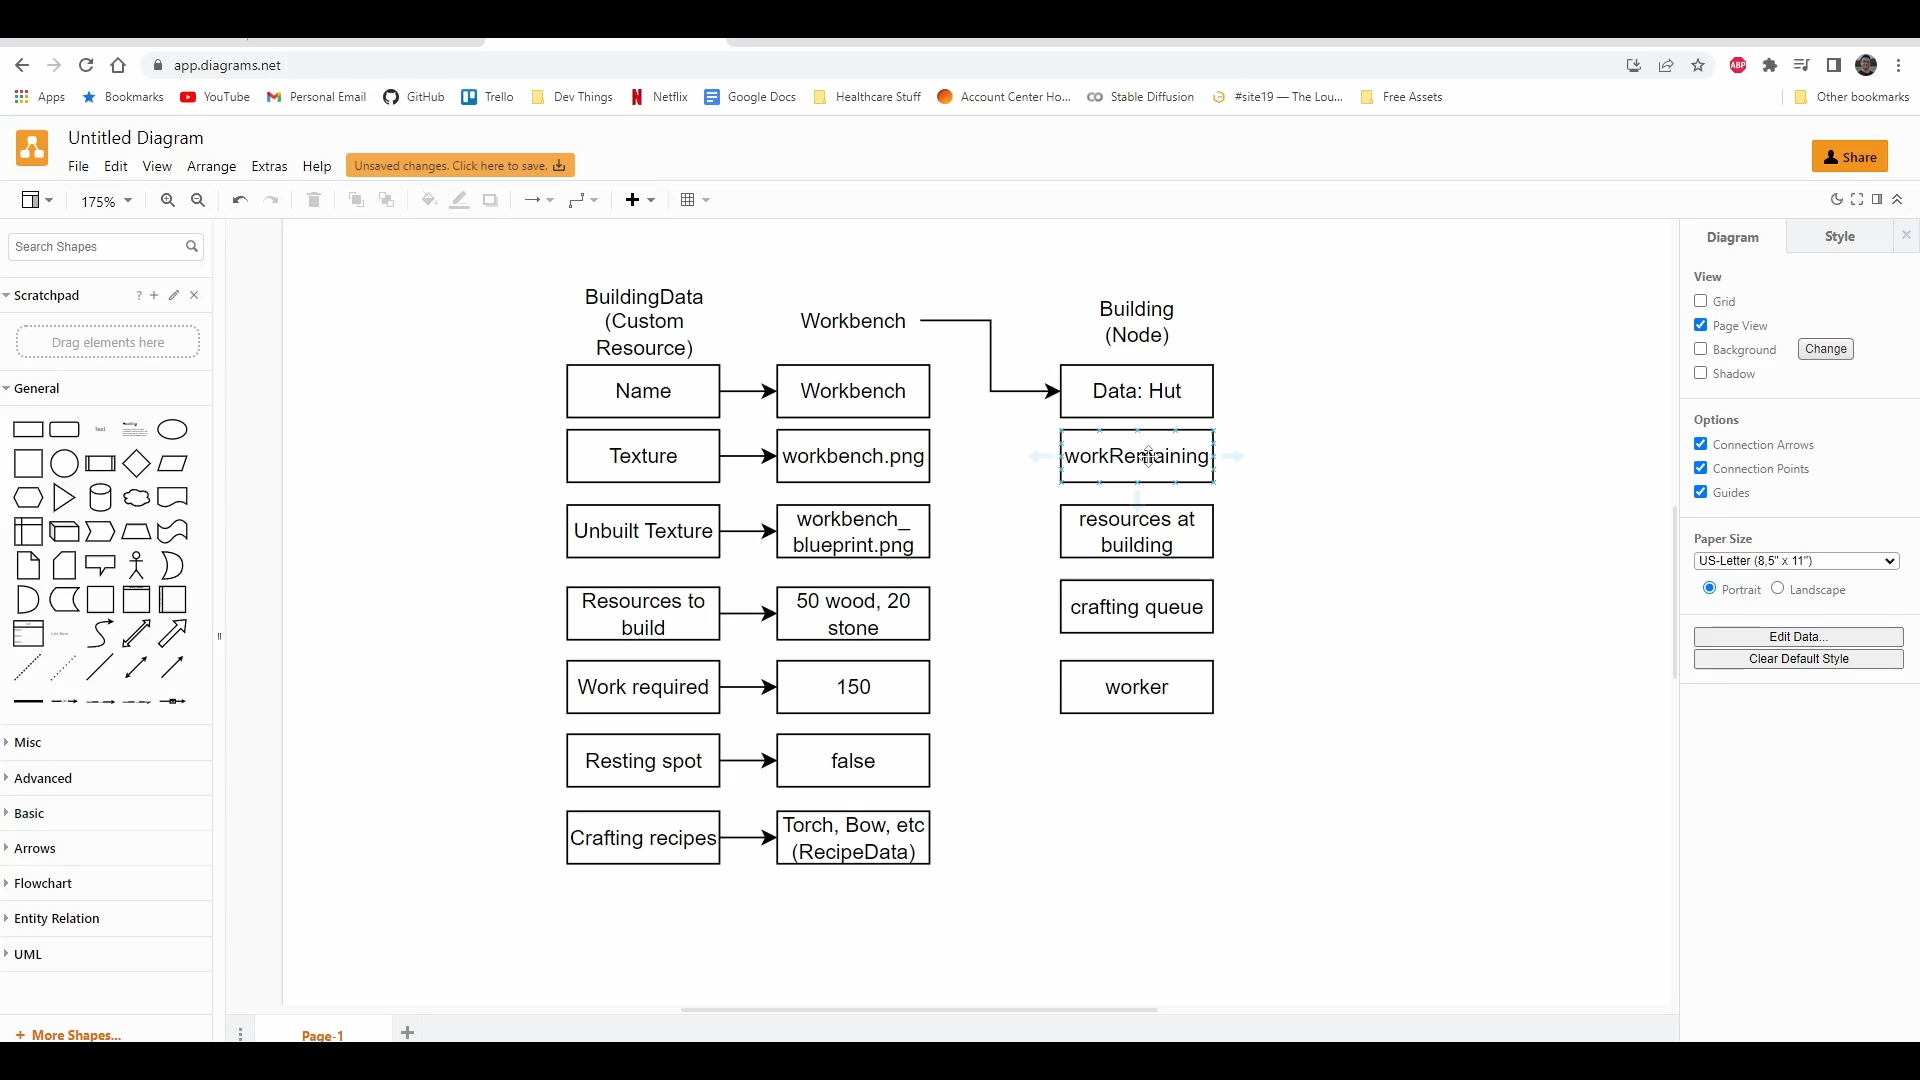 app.diagrams.net
ABP
Apps
Bookmarks
YouTube
Personal Email
GitHub
Trello
Dev Things
Netflix
Google Docs
Healthcare Stuff
Account Center Ho...
Stable Diffusion
#site19 — The Lou...
Free Assets
Other bookmarks
Untitled Diagram
File
Edit
View
Arrange
Extras
Help
Unsaved changes. Click here to save.
Share
175%
Search Shapes
Scratchpad
?
Drag elements here
General
Text
Heading
List Item
Misc
Advanced
Basic
Arrows
Flowchart
Entity Relation
UML
+ More Shapes...
BuildingData
(Custom
Resource)
Workbench
Building
(Node)
Name
Workbench
Data: Hut
Texture
workbench.png
workRemaining
Unbuilt Texture
workbench_
blueprint.png
resources at
building
Resources to
build
50 wood, 20
stone
crafting queue
Work required
150
worker
Resting spot
false
Crafting recipes
Torch, Bow, etc
(RecipeData)
Page-1
Diagram
Style
View
Grid
Page View
Background
Change
Shadow
Options
Connection Arrows
Connection Points
Guides
Paper Size
US-Letter (8,5" x 11")
Portrait
Landscape
Edit Data...
Clear Default Style